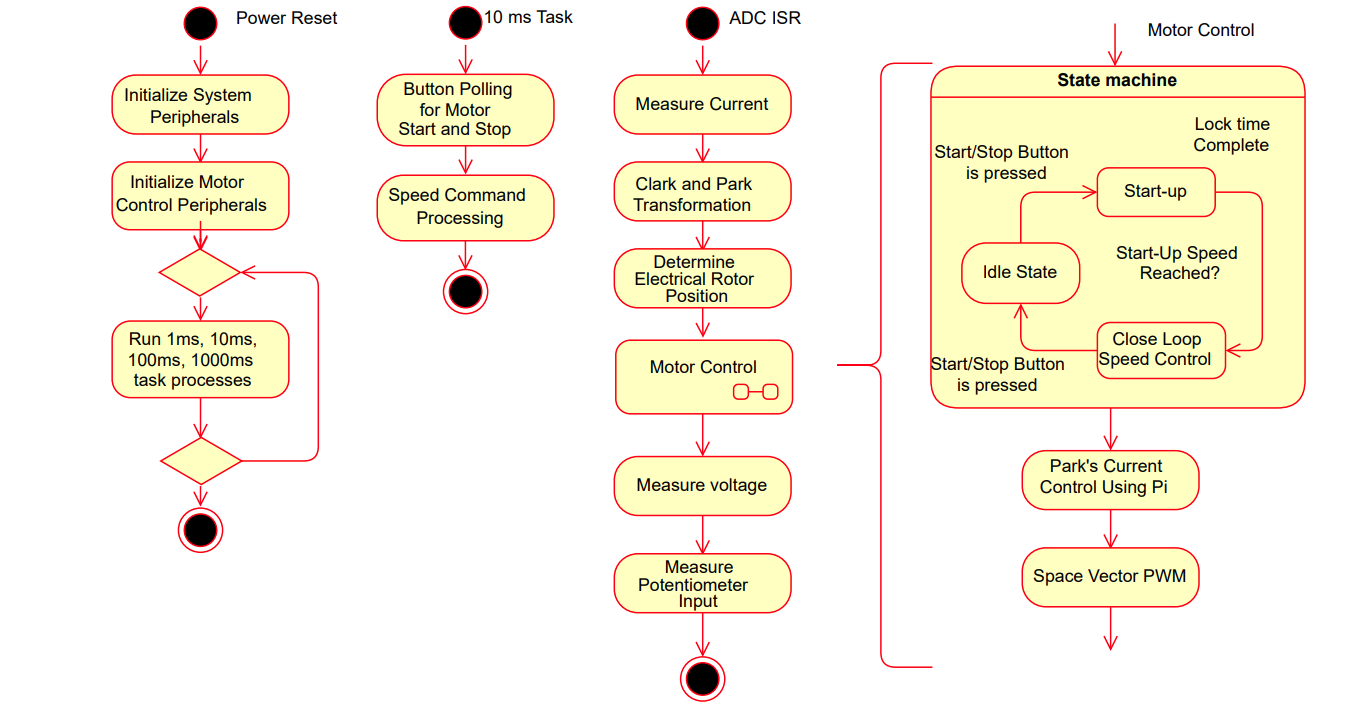 Power Reset
Initialize System
Peripherals
Initialize Motor
Control Peripherals
Run 1ms, 10ms,
100ms, 1000ms
task processes
10 ms Task
Button Polling
for Motor
Start and Stop
Speed Command
Processing
ADC ISR
Measure Current
Clark and Park
Transformation
Determine
Electrical Rotor
Position
Motor Control
Measure voltage
Measure
Potentiometer
Input
Motor Control
State machine
Lock time
Complete
Start/Stop Button
is pressed
Start-up
Start-Up Speed
Reached?
Idle State
Close Loop
Speed Control
Start/Stop Button
is pressed
Park's Current
Control Using Pi
Space Vector PWM